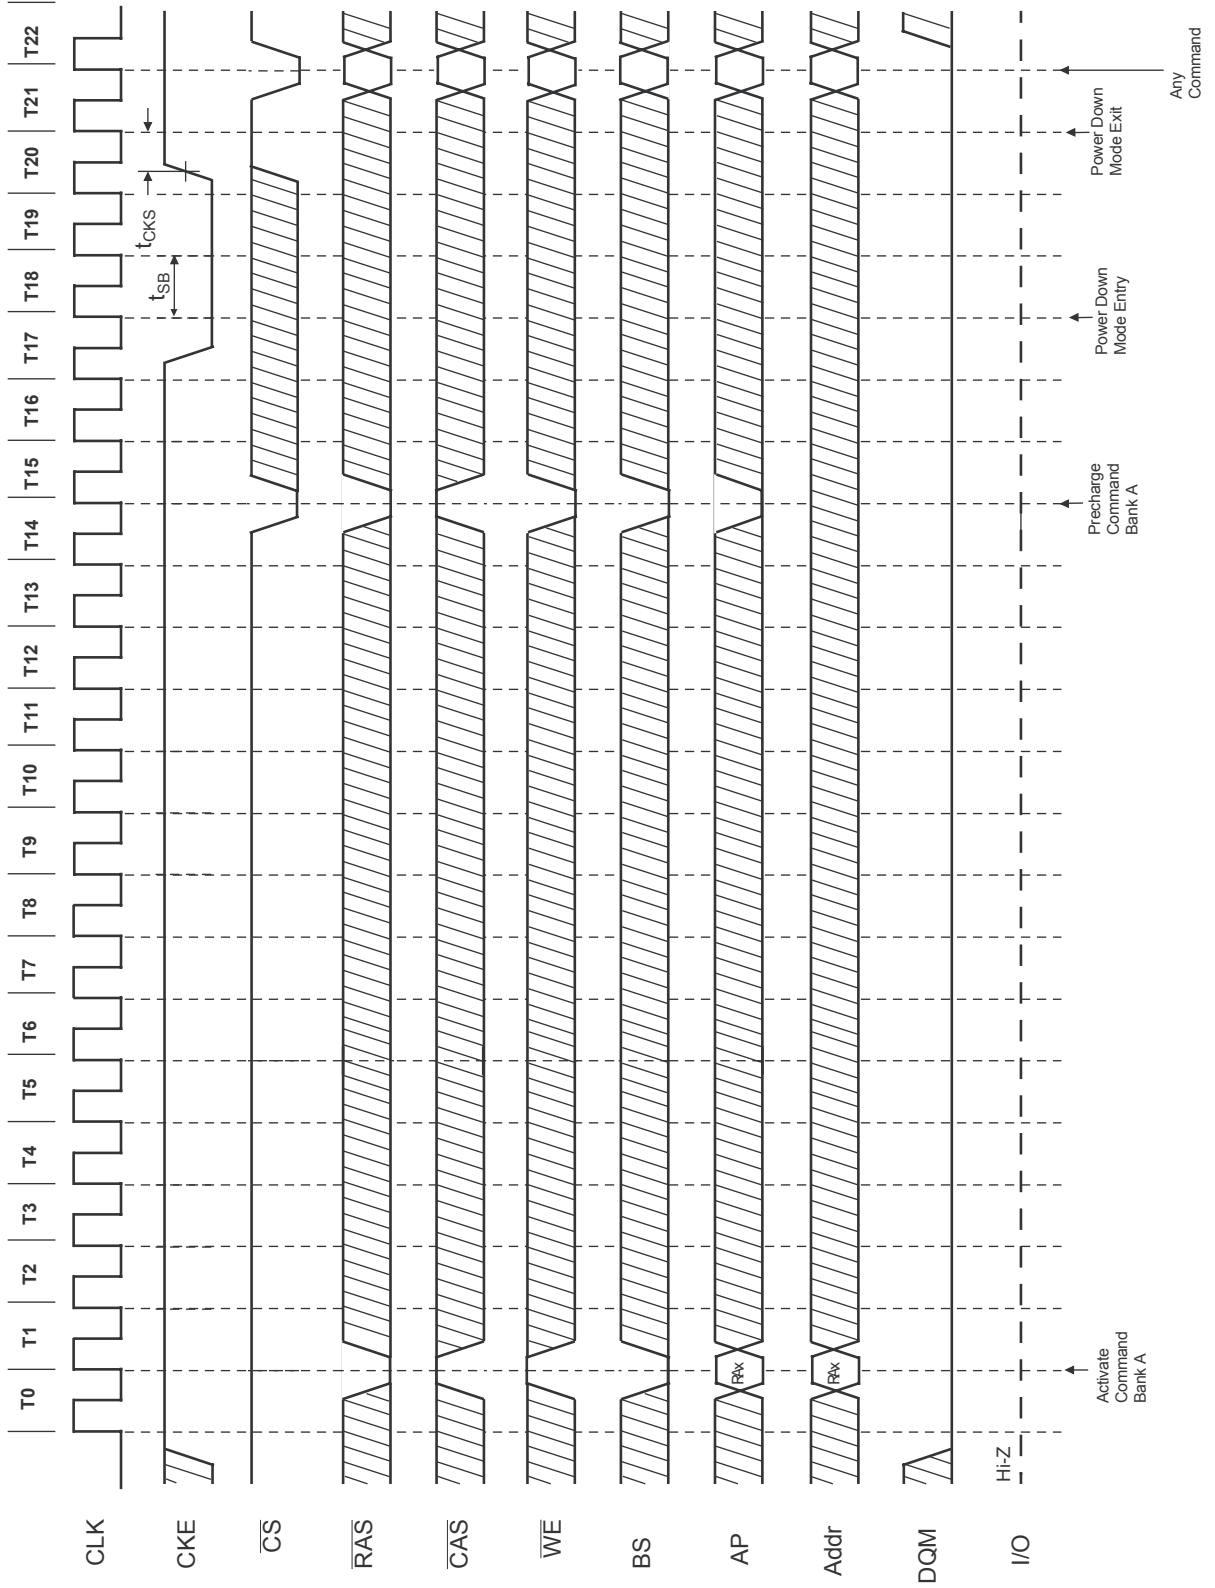 T0 T1 T2 T3 T4 T5 T6 T7 T8 T9 T10 T11 T12 T13 T14 T15 T16 T17 T18 T19 T20 T21 T22
CLK
CKE
tSB
tCKS
CS
RAS
CAS
WE
BS
AP
RAx
Addr
RAx
DQM
I/O
Hi-Z
Activate
Command
Bank A
Precharge
Command
Bank A
Power Down
Mode Entry
Power Down
Mode Exit
Any
Command